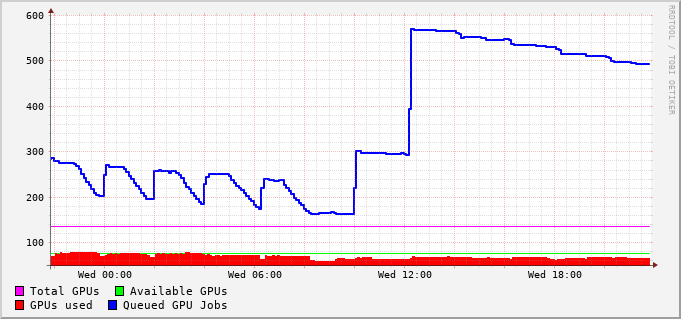 600
500
400
300
200
100
Wed 00:00 Wed 06:00 Wed 12:00 Wed 18:00
Total GPUs Available GPUs
GPUs used Queued GPU Jobs
RRDTOOL / TOBI OETIKER